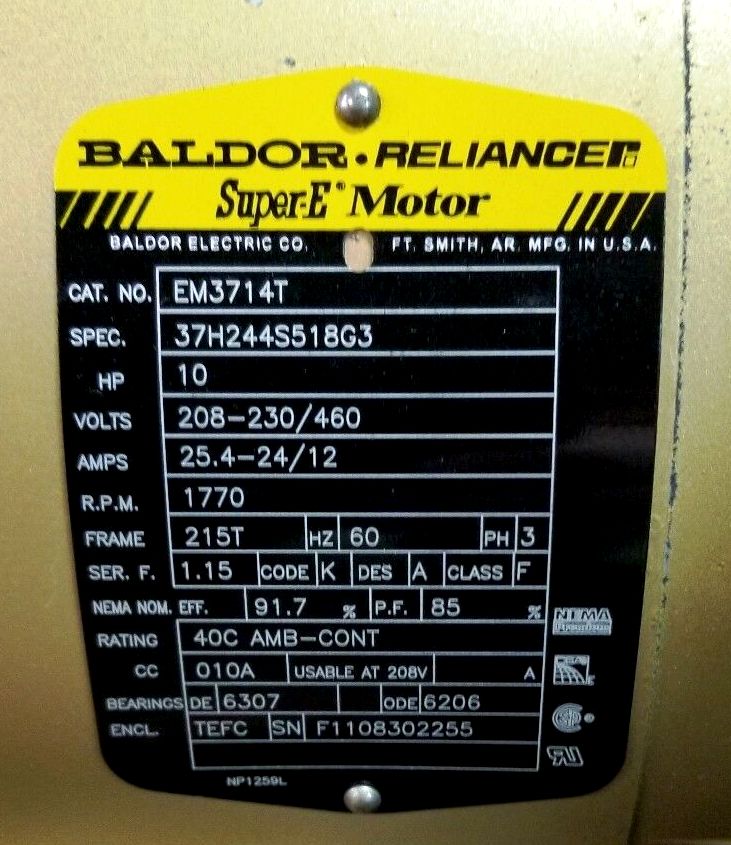 BALDOR • RELIANCE
Super-E® Motor
BALDOR ELECTRIC CO. FT. SMITH, AR. MFG. IN U.S.A.
CAT. NO. EM3714T
SPEC. 37H244S518G3
HP 10
VOLTS 208-230/460
AMPS 25.4-24/12
R.P.M. 1770
FRAME 215T HZ 60 PH 3
SER. F. 1.15 CODE K DES A CLASS F
NEMA NOM. EFF. 91.7 % P.F. 85 %
NEMA Premium
RATING 40C AMB-CONT
CC 010A USABLE AT 208V A
BEARINGS DE 6307 ODE 6206
ENCL. TEFC SN F1108302255
NP1259L